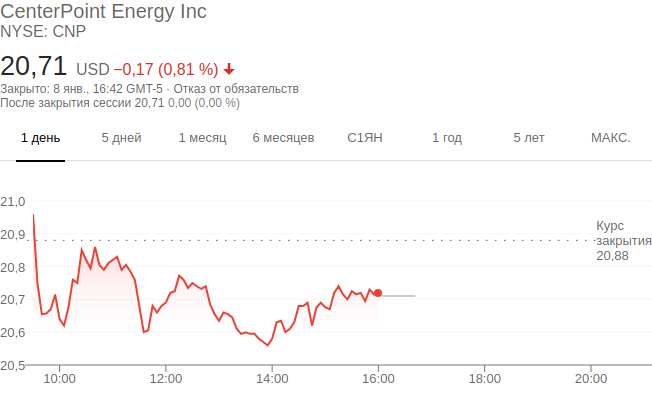 CenterPoint Energy Inc
NYSE: CNP
20,71 USD −0,17 (0,81 %)
Закрыто: 8 янв., 16:42 GMT-5 · Отказ от обязательств
После закрытия сессии 20,71 0,00 (0,00 %)
1 день 5 дней 1 месяц 6 месяцев С1ЯН 1 год 5 лет МАКС.
21,0
Курс
20,9
закрытия
20,88
20,8
20,7
20,6
20,5
10:00 12:00 14:00 16:00 18:00 20:00